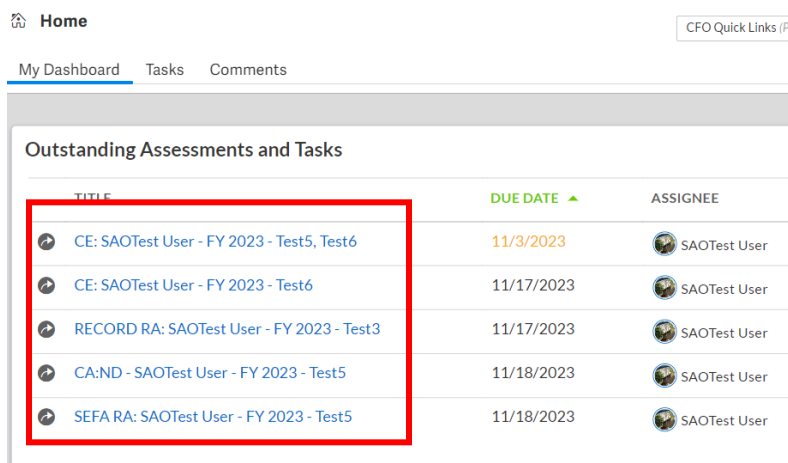 Home
CFO Quick Links
My Dashboard Tasks Comments
Outstanding Assessments and Tasks
TITLE DUE DATE ASSIGNEE
CE: SAOTest User - FY 2023 - Test5, Test6 11/3/2023 SAOTest User
CE: SAOTest User - FY 2023 - Test6 11/17/2023 SAOTest User
RECORD RA: SAOTest User - FY 2023 - Test3 11/17/2023 SAOTest User
CA:ND - SAOTest User - FY 2023 - Test5 11/18/2023 SAOTest User
SEFA RA: SAOTest User - FY 2023 - Test5 11/18/2023 SAOTest User